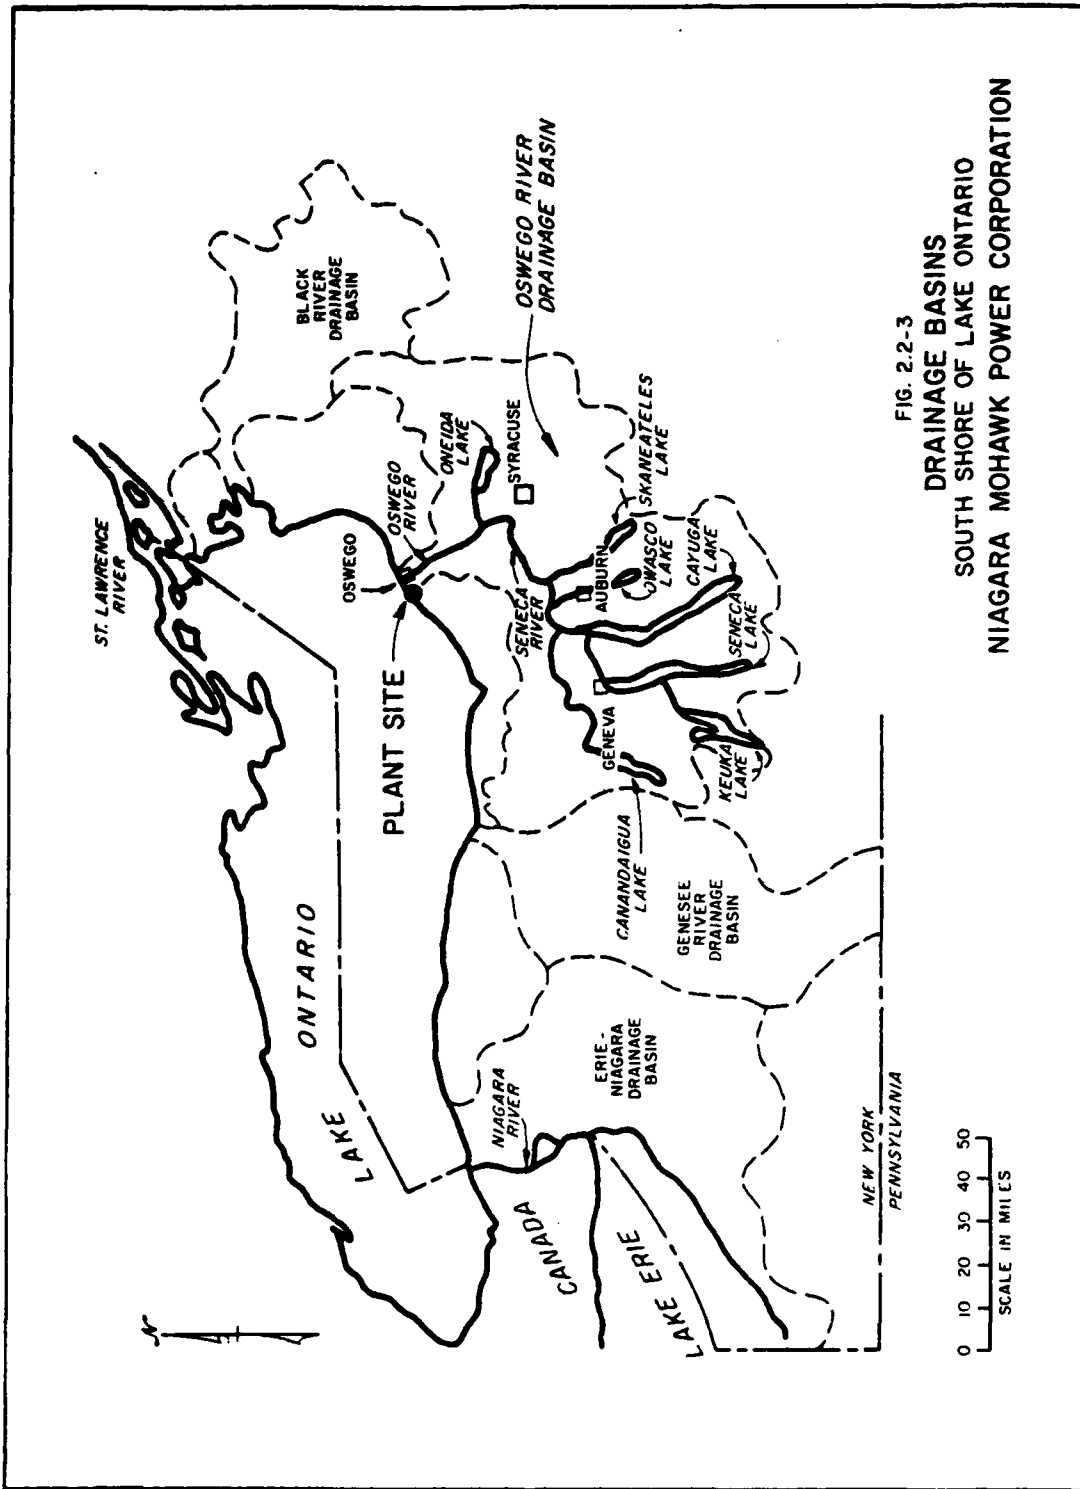 N
ST. LAWRENCE
RIVER
LAKE ONTARIO
BLACK
RIVER
DRAINAGE
BASIN
OSWEGO
OSWEGO
RIVER
ONEIDA
LAKE
PLANT SITE
SYRACUSE
OSWEGO RIVER
DRAINAGE BASIN
SENECA
RIVER
AUBURN
SKANEATELES
LAKE
OWASCO
LAKE
CAYUGA
LAKE
SENECA
LAKE
GENEVA
KEUKA
LAKE
CANANDAIGUA
LAKE
GENESEE
RIVER
DRAINAGE
BASIN
NIAGARA
RIVER
ERIE -
NIAGARA
DRAINAGE
BASIN
CANADA
LAKE ERIE
NEW YORK
PENNSYLVANIA
0 10 20 30 40 50
SCALE IN MILES
FIG. 2.2-3
DRAINAGE BASINS
SOUTH SHORE OF LAKE ONTARIO
NIAGARA MOHAWK POWER CORPORATION